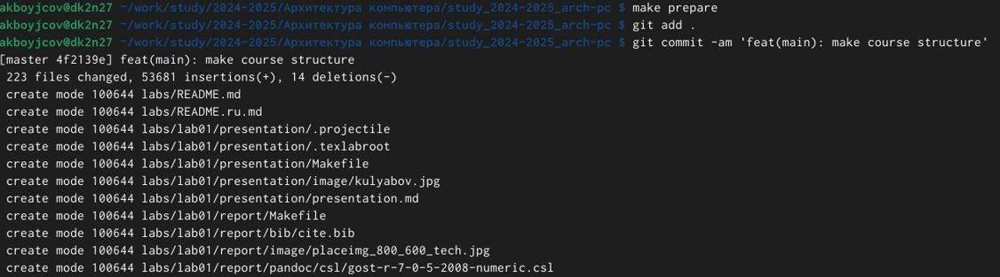 akboyjcov@dk2n27 ~/work/study/2024-2025/Архитектура компьютера/study_2024-2025_arch-pc $ make prepare
akboyjcov@dk2n27 ~/work/study/2024-2025/Архитектура компьютера/study_2024-2025_arch-pc $ git add .
akboyjcov@dk2n27 ~/work/study/2024-2025/Архитектура компьютера/study_2024-2025_arch-pc $ git commit -am 'feat(main): make course structure'
[master 4f2139e] feat(main): make course structure
 223 files changed, 53681 insertions(+), 14 deletions(-)
 create mode 100644 labs/README.md
 create mode 100644 labs/README.ru.md
 create mode 100644 labs/lab01/presentation/.projectile
 create mode 100644 labs/lab01/presentation/.texlabroot
 create mode 100644 labs/lab01/presentation/Makefile
 create mode 100644 labs/lab01/presentation/image/kulyabov.jpg
 create mode 100644 labs/lab01/presentation/presentation.md
 create mode 100644 labs/lab01/report/Makefile
 create mode 100644 labs/lab01/report/bib/cite.bib
 create mode 100644 labs/lab01/report/image/placeimg_800_600_tech.jpg
 create mode 100644 labs/lab01/report/pandoc/csl/gost-r-7-0-5-2008-numeric.csl